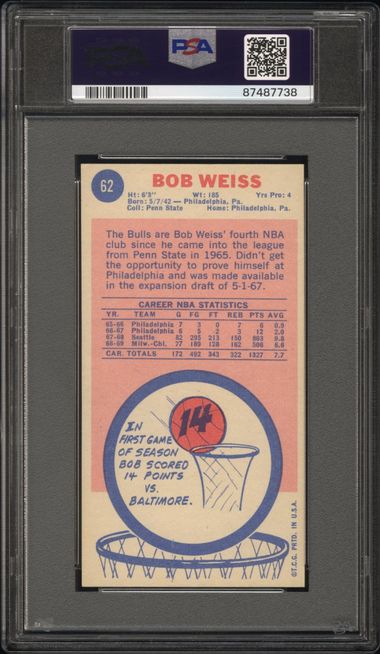 PSA
87487738
62
BOB WEISS
Ht: 6'3" Wt: 185 Yrs Pro: 4
Born: 5/7/42 — Philadelphia, Pa.
Coll: Penn State Home: Philadelphia, Pa.
The Bulls are Bob Weiss' fourth NBA
club since he came into the league
from Penn State in 1965. Didn't get
the opportunity to prove himself at
Philadelphia and was made available
in the expansion draft of 5-1-67.
CAREER NBA STATISTICS
YR. TEAM G FG FT REB PTS AVG
65-66 Philadelphia 7 3 0 7 6 0.9
66-67 Philadelphia 6 5 2 3 12 2.0
67-68 Seattle 82 295 213 150 803 9.8
68-69 Milw.-Chi. 77 189 128 162 506 6.6
CAR. TOTALS 172 492 343 322 1327 7.7
14
IN
FIRST GAME
OF SEASON
BOB SCORED
14 POINTS
VS.
BALTIMORE.
©T.C.G. PRTD. IN U.S.A.